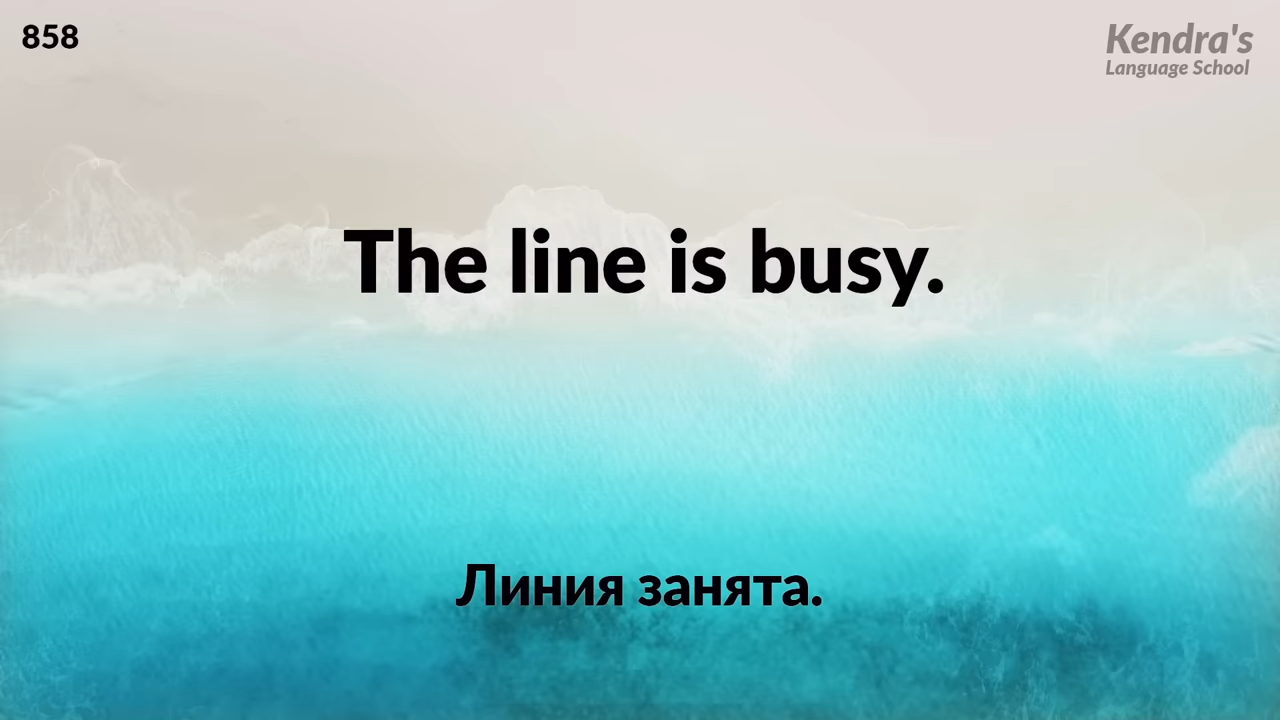 858
Kendra's
Language School
The line is busy.
Линия занята.